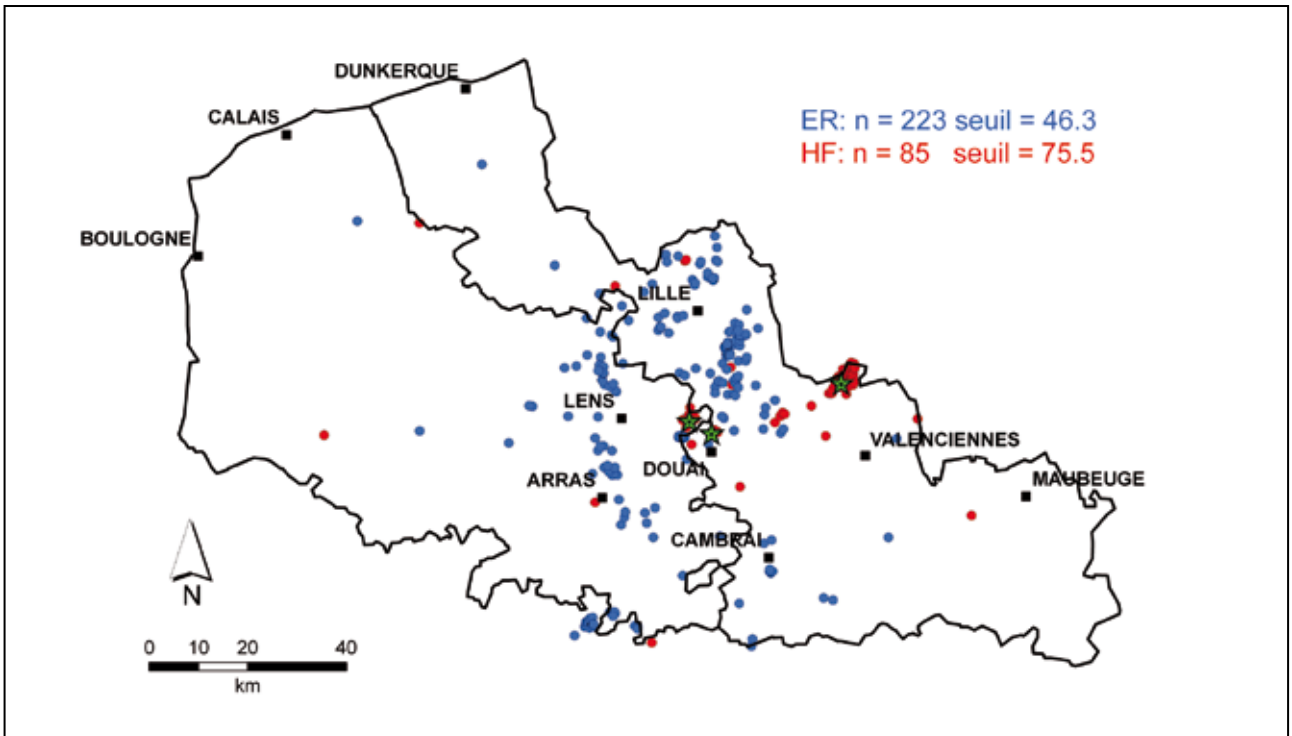 DUNKERQUE
CALAIS
ER: n = 223 seuil = 46.3
HF: n = 85 seuil = 75.5
BOULOGNE
LILLE
LENS
VALENCIENNES
DOUAI
ARRAS
MAUBEUGE
CAMBRAI
N
0 10 20 40
km